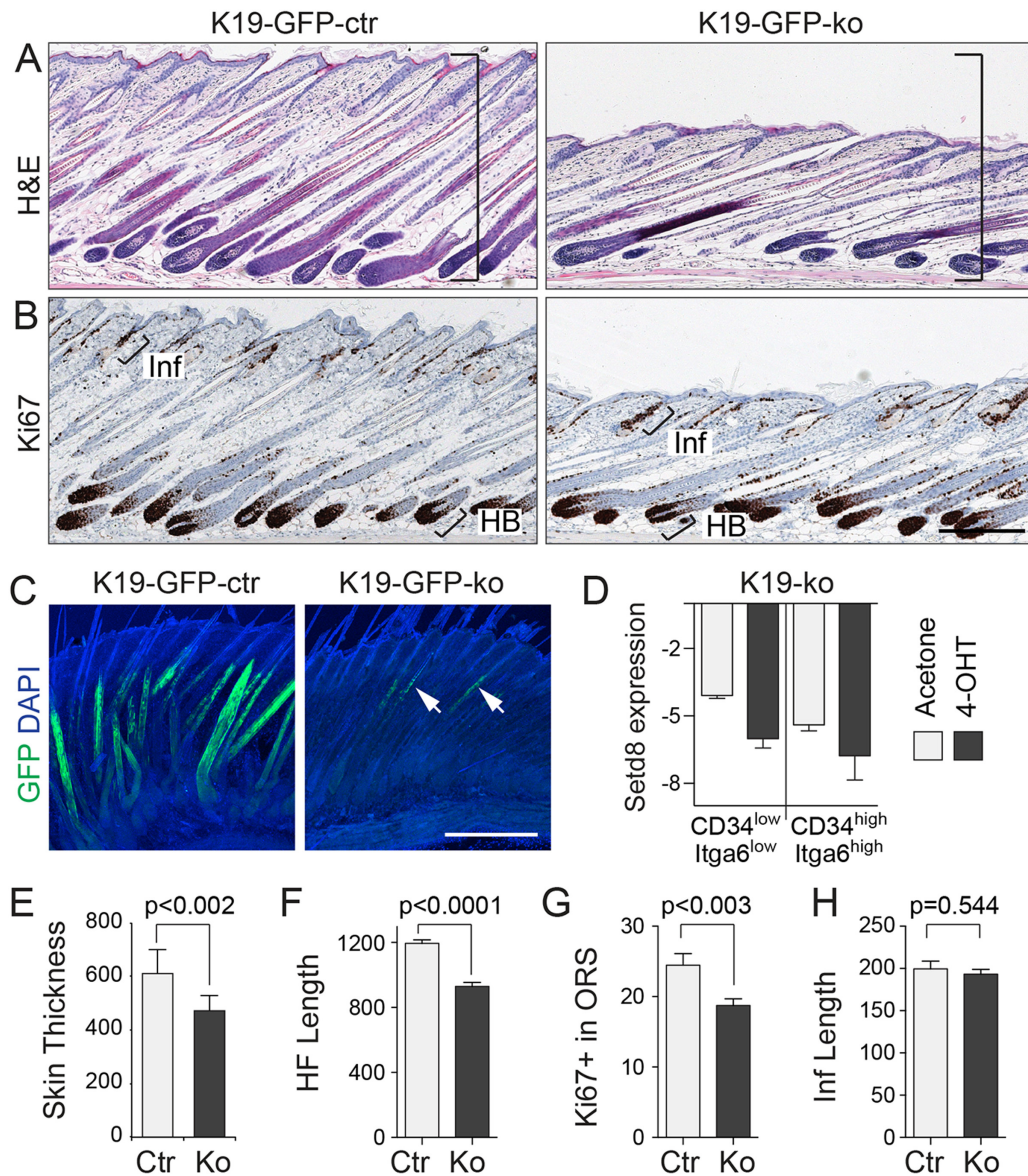 K19-GFP-ctr
K19-GFP-ko
A
H&E
B
Ki67
Inf
HB
Inf
HB
C
K19-GFP-ctr
K19-GFP-ko
GFP DAPI
D
K19-ko
Setd8 expression
-2
-5
-8
CD34low
Itga6low
CD34high
Itga6high
Acetone
4-OHT
E
p<0.002
Skin Thickness
800
600
400
200
0
Ctr Ko
F
p<0.0001
HF Length
1200
900
600
300
0
Ctr Ko
G
p<0.003
Ki67+ in ORS
30
20
10
0
Ctr Ko
H
p=0.544
Inf Length
250
200
150
100
50
0
Ctr Ko